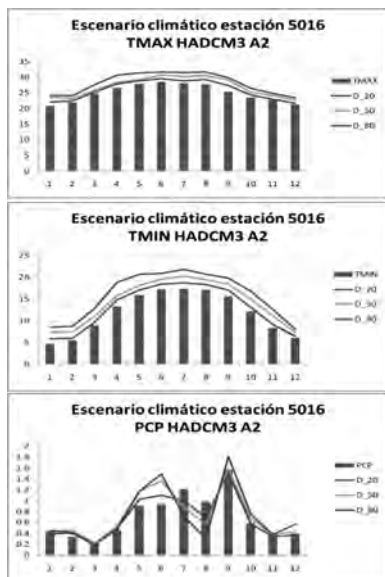 Escenario climático estación 5016
TMAX HADCM3 A2
35
30
25
20
15
10
5
0
1 2 3 4 5 6 7 8 9 10 11 12
TMAX
D_20
D_50
D_80
Escenario climático estación 5016
TMIN HADCM3 A2
25
20
15
10
5
0
1 2 3 4 5 6 7 8 9 10 11 12
TMIN
D_20
D_50
D_80
Escenario climático estación 5016
PCP HADCM3 A2
2
1.8
1.6
1.4
1.2
1
0.8
0.6
0.4
0.2
0
1 2 3 4 5 6 7 8 9 10 11 12
PCP
D_20
D_50
D_80